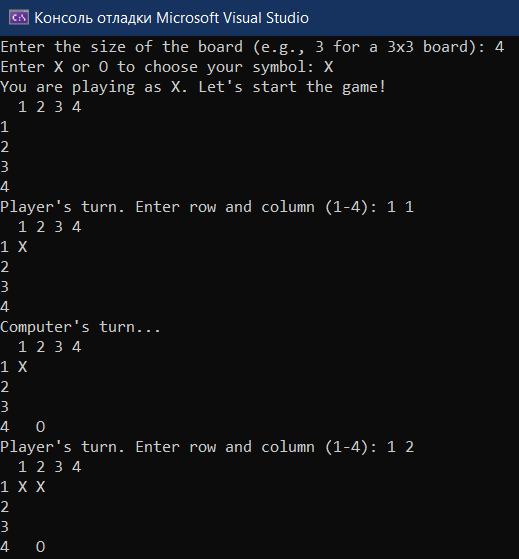 Консоль отладки Microsoft Visual Studio
Enter the size of the board (e.g., 3 for a 3x3 board): 4
Enter X or O to choose your symbol: X
You are playing as X. Let's start the game!
  1 2 3 4
1
2
3
4
Player's turn. Enter row and column (1-4): 1 1
  1 2 3 4
1 X
2
3
4
Computer's turn...
  1 2 3 4
1 X
2
3
4   O
Player's turn. Enter row and column (1-4): 1 2
  1 2 3 4
1 X X
2
3
4   O